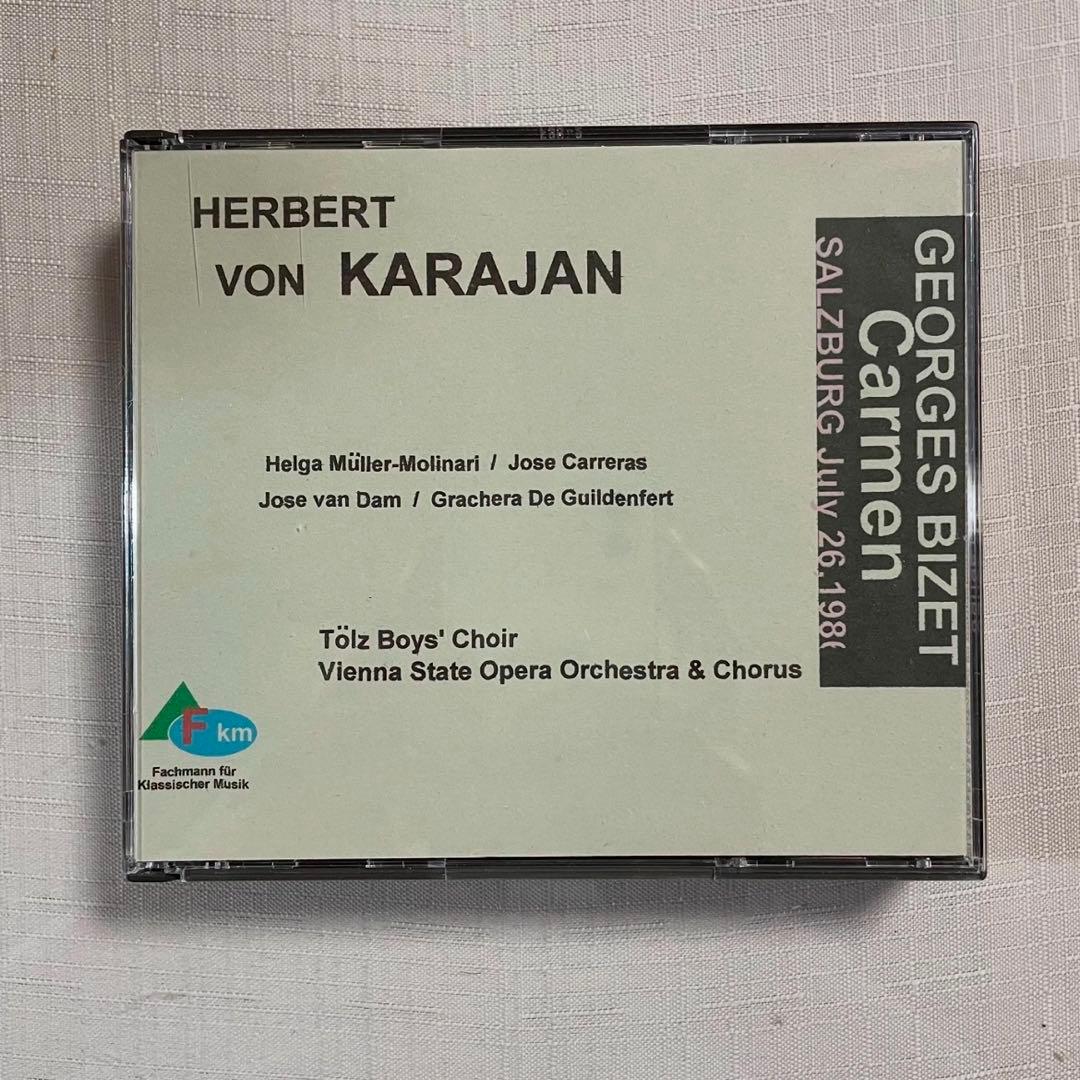 HERBERT
VON KARAJAN
Helga Müller-Molinari / Jose Carreras
Jose van Dam / Grachera De Guildenfert
Tölz Boys' Choir
Vienna State Opera Orchestra & Chorus
GEORGES BIZET
Carmen
SALZBURG July 26,198
F km
Fachmann für
Klassischer Musik